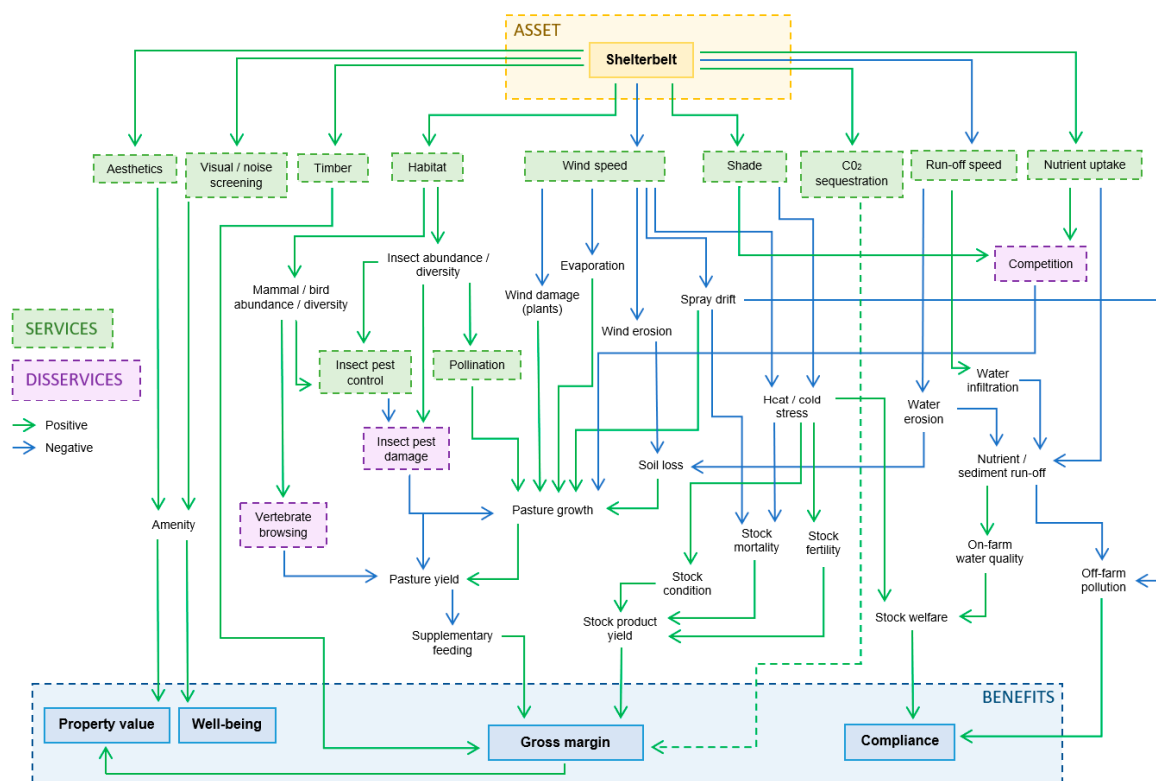 ASSET
Shelterbelt
Aesthetics
Visual / noise
screening
Timber
Habitat
Wind speed
Shade
C0₂
sequestration
Run-off speed
Nutrient uptake
Insect abundance /
diversity
Evaporation
Competition
Mammal / bird
abundance / diversity
Wind damage
(plants)
Spray drift
SERVICES
Wind erosion
DISSERVICES
Insect pest
control
Pollination
Water
infiltration
Positive
Negative
Heat / cold
stress
Water
erosion
Insect pest
damage
Soil loss
Nutrient /
sediment run-off
Vertebrate
browsing
Amenity
Pasture growth
Stock
mortality
Stock
fertility
On-farm
water quality
Pasture yield
Stock
condition
Off-farm
pollution
Supplementary
feeding
Stock product
yield
Stock welfare
BENEFITS
Property value
Well-being
Gross margin
Compliance